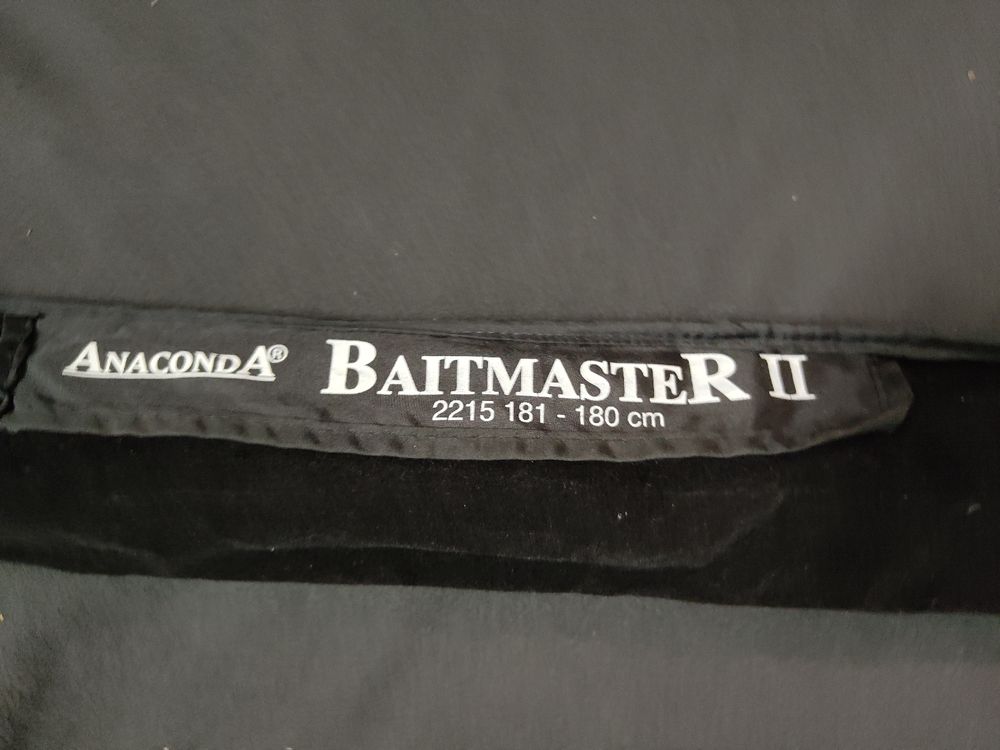 ANACONDA® BAITMASTER II
2215 181 - 180 cm